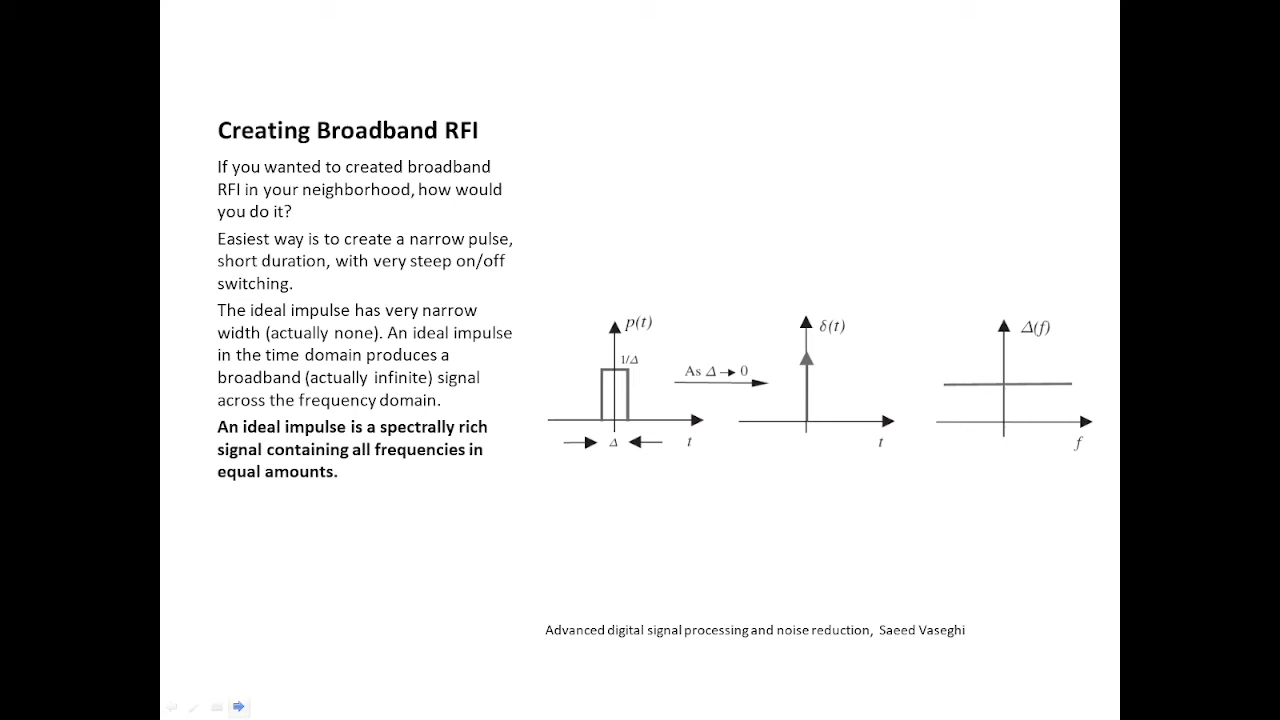 Creating Broadband RFI
If you wanted to created broadband
RFI in your neighborhood, how would
you do it?
Easiest way is to create a narrow pulse,
short duration, with very steep on/off
switching.
The ideal impulse has very narrow
width (actually none). An ideal impulse
in the time domain produces a
broadband (actually infinite) signal
across the frequency domain.
An ideal impulse is a spectrally rich
signal containing all frequencies in
equal amounts.
p(t)
1/Δ
Δ
t
As Δ → 0
δ(t)
t
Δ(f)
f
Advanced digital signal processing and noise reduction, Saeed Vaseghi